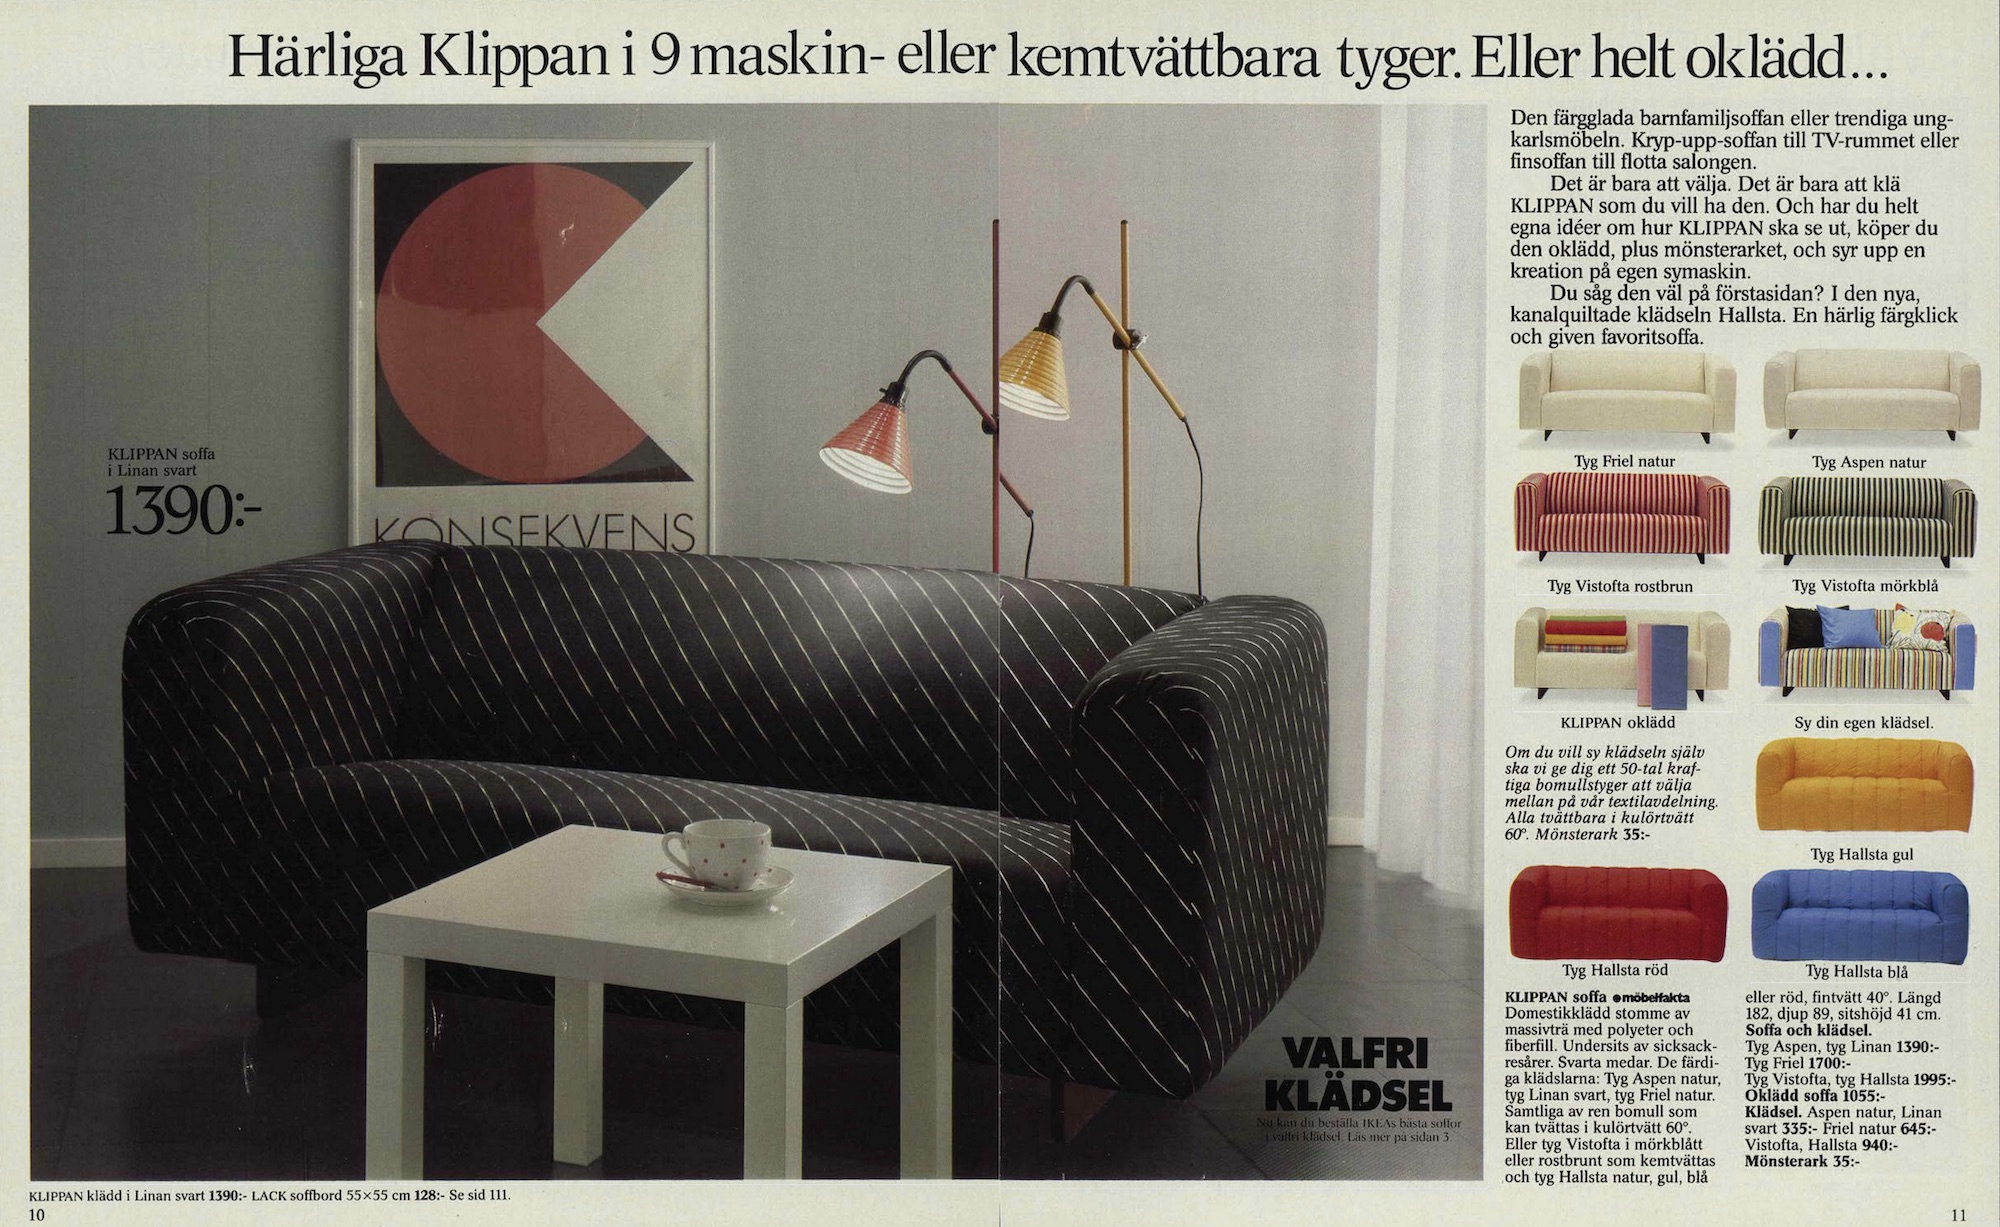 Härliga Klippan i 9 maskin- eller kemtvättbara tyger. Eller helt oklädd...
KLIPPAN soffa
i Linan svart
1390:-
KONSEKVENS
VALFRI
KLÄDSEL
Nu kan du beställa IKEAs bästa soffor
i valfri klädsel. Läs mer på sidan 3.
KLIPPAN klädd i Linan svart 1390:- LACK soffbord 55×55 cm 128:- Se sid 111.
10
Den färgglada barnfamiljsoffan eller trendiga ung-
karlsmöbeln. Kryp-upp-soffan till TV-rummet eller
finsoffan till flotta salongen.
Det är bara att välja. Det är bara att klä
KLIPPAN som du vill ha den. Och har du helt
egna idéer om hur KLIPPAN ska se ut, köper du
den oklädd, plus mönsterarket, och syr upp en
kreation på egen symaskin.
Du såg den väl på förstasidan? I den nya,
kanalquiltade klädseln Hallsta. En härlig färgklick
och given favoritsoffa.
Tyg Friel natur
Tyg Aspen natur
Tyg Vistofta rostbrun
Tyg Vistofta mörkblå
KLIPPAN oklädd
Sy din egen klädsel.
Om du vill sy klädseln själv
ska vi ge dig ett 50-tal kraf-
tiga bomullstyger att välja
mellan på vår textilavdelning.
Alla tvättbara i kulörtvätt
60°. Mönsterark 35:-
Tyg Hallsta gul
Tyg Hallsta röd
Tyg Hallsta blå
KLIPPAN soffa möbelfakta
Domestikklädd stomme av
massivträ med polyeter och
fiberfill. Undersits av sicksack-
resårer. Svarta medar. De färdi-
ga klädslarna: Tyg Aspen natur,
tyg Linan svart, tyg Friel natur.
Samtliga av ren bomull som
kan tvättas i kulörtvätt 60°.
Eller tyg Vistofta i mörkblått
eller rostbrunt som kemtvättas
och tyg Hallsta natur, gul, blå
eller röd, fintvätt 40°. Längd
182, djup 89, sitshöjd 41 cm.
Soffa och klädsel.
Tyg Aspen, tyg Linan 1390:-
Tyg Friel 1700:-
Tyg Vistofta, tyg Hallsta 1995:-
Oklädd soffa 1055:-
Klädsel. Aspen natur, Linan
svart 335:- Friel natur 645:-
Vistofta, Hallsta 940:-
Mönsterark 35:-
11